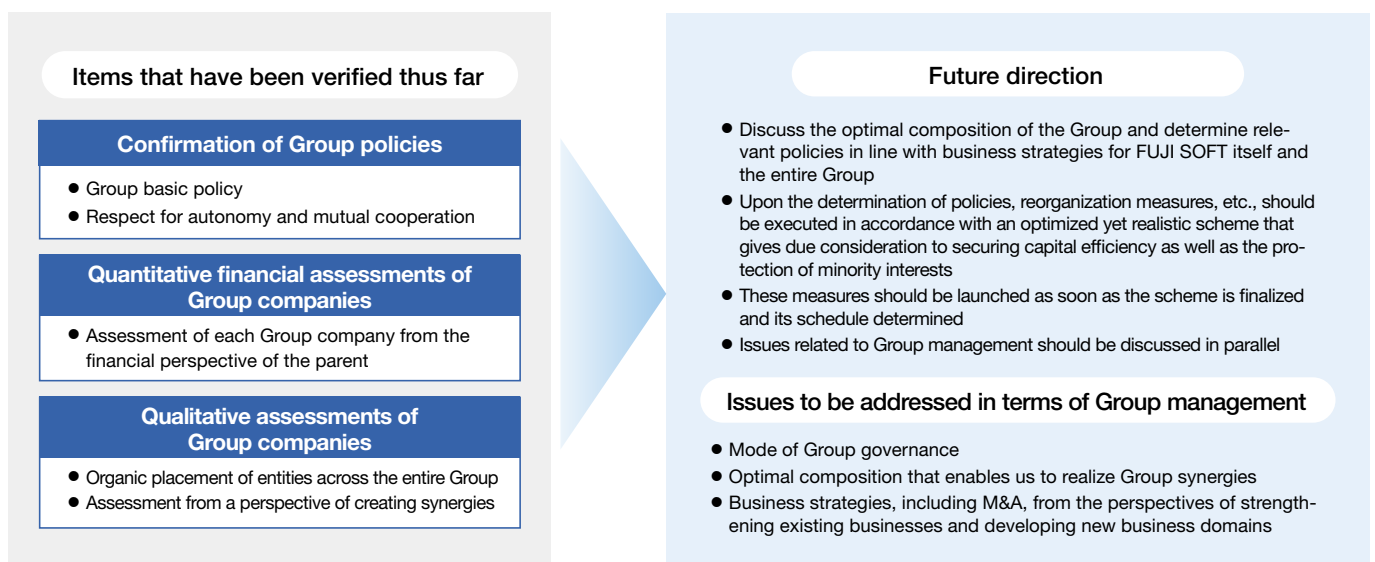 Items that have been verified thus far
Confirmation of Group policies
● Group basic policy
● Respect for autonomy and mutual cooperation
Quantitative financial assessments of
Group companies
● Assessment of each Group company from the
financial perspective of the parent
Qualitative assessments of
Group companies
● Organic placement of entities across the entire Group
● Assessment from a perspective of creating synergies
Future direction
● Discuss the optimal composition of the Group and determine rele-
vant policies in line with business strategies for FUJI SOFT itself and
the entire Group
● Upon the determination of policies, reorganization measures, etc., should
be executed in accordance with an optimized yet realistic scheme that
gives due consideration to securing capital efficiency as well as the pro-
tection of minority interests
● These measures should be launched as soon as the scheme is finalized
and its schedule determined
● Issues related to Group management should be discussed in parallel
Issues to be addressed in terms of Group management
● Mode of Group governance
● Optimal composition that enables us to realize Group synergies
● Business strategies, including M&A, from the perspectives of strength-
ening existing businesses and developing new business domains